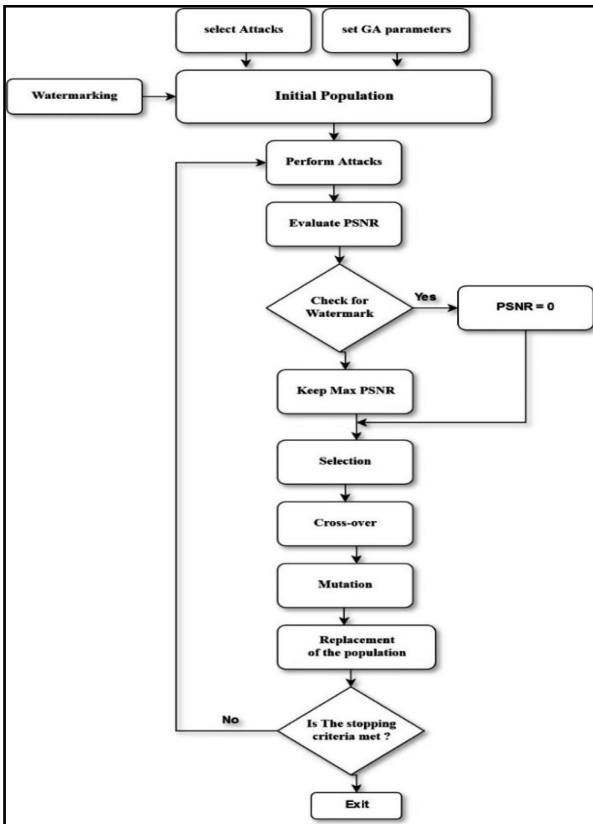 select Attacks
set GA parameters
Watermarking
Initial Population
Perform Attacks
Evaluate PSNR
Check for
Watermark
Yes
PSNR = 0
Keep Max PSNR
Selection
Cross-over
Mutation
Replacement
of the population
No
Is The stopping
criteria met ?
Exit